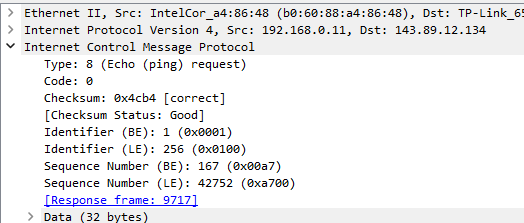 Ethernet II, Src: IntelCor_a4:86:48 (b0:60:88:a4:86:48), Dst: TP-Link_65
Internet Protocol Version 4, Src: 192.168.0.11, Dst: 143.89.12.134
Internet Control Message Protocol
Type: 8 (Echo (ping) request)
Code: 0
Checksum: 0x4cb4 [correct]
[Checksum Status: Good]
Identifier (BE): 1 (0x0001)
Identifier (LE): 256 (0x0100)
Sequence Number (BE): 167 (0x00a7)
Sequence Number (LE): 42752 (0xa700)
[Response frame: 9717]
Data (32 bytes)